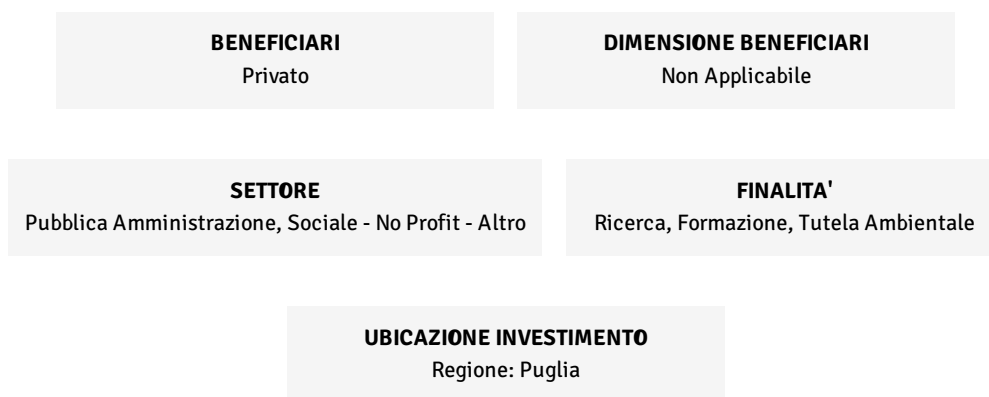 BENEFICIARI
Privato
DIMENSIONE BENEFICIARI
Non Applicabile
SETTORE
Pubblica Amministrazione, Sociale - No Profit - Altro
FINALITA'
Ricerca, Formazione, Tutela Ambientale
UBICAZIONE INVESTIMENTO
Regione: Puglia